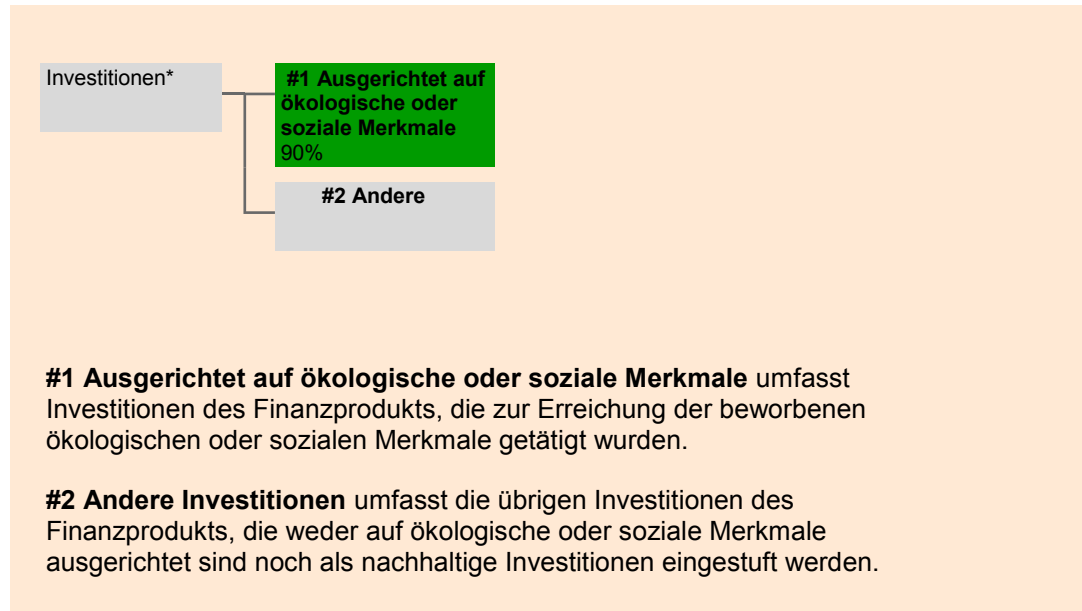 Investitionen*
#1 Ausgerichtet auf
ökologische oder
soziale Merkmale
90%
#2 Andere
#1 Ausgerichtet auf ökologische oder soziale Merkmale umfasst
Investitionen des Finanzprodukts, die zur Erreichung der beworbenen
ökologischen oder sozialen Merkmale getätigt wurden.
#2 Andere Investitionen umfasst die übrigen Investitionen des
Finanzprodukts, die weder auf ökologische oder soziale Merkmale
ausgerichtet sind noch als nachhaltige Investitionen eingestuft werden.